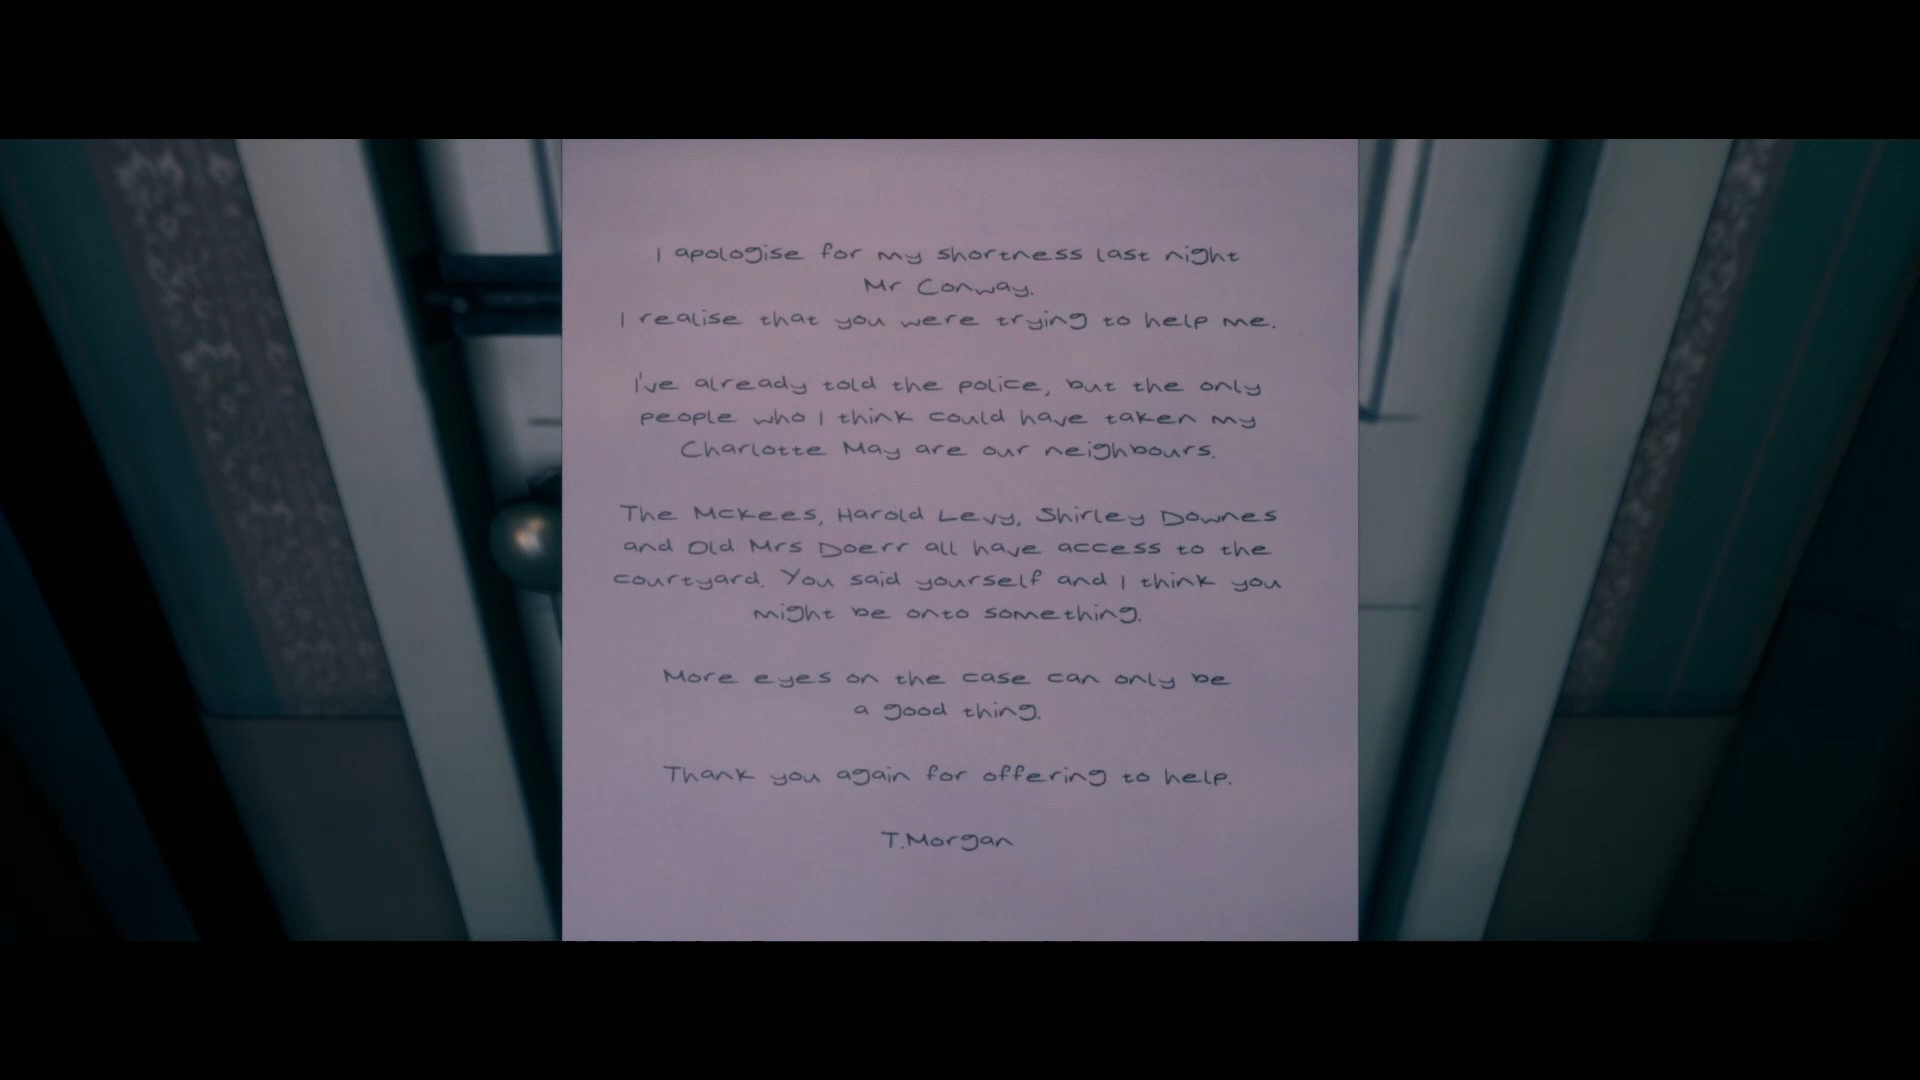 I apologise for my shortness last night
Mr Conway.
I realise that you were trying to help me.
I've already told the police, but the only
people who I think could have taken my
Charlotte May are our neighbours.
The McKees, Harold Levy, Shirley Downes
and Old Mrs Doerr all have access to the
courtyard. You said yourself and I think you
might be onto something.
More eyes on the case can only be
a good thing.
Thank you again for offering to help.
T.Morgan